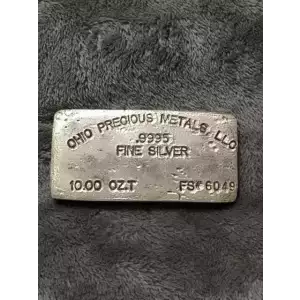 OHIO PRECIOUS METALS, LLC
.9995
FINE SILVER
10.00 OZ.T FS# 6049